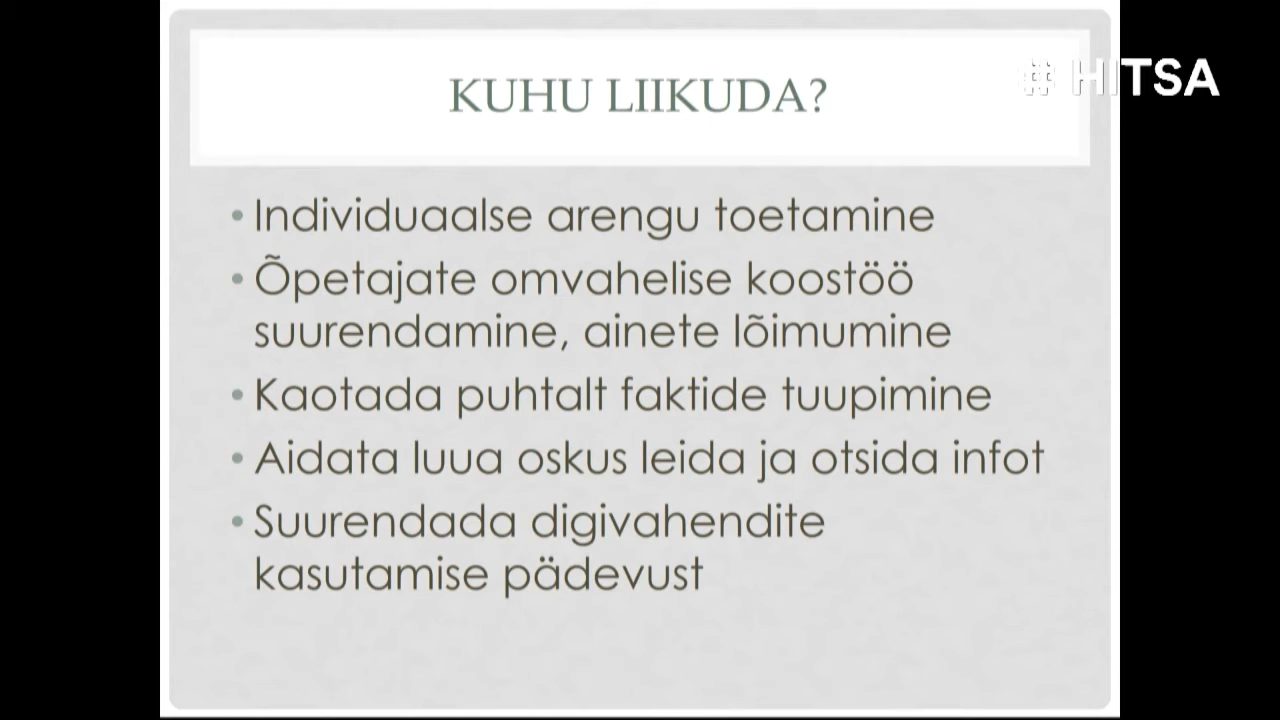 KUHU LIIKUDA?
# HITSA
• Individuaalse arengu toetamine
• Õpetajate omvahelise koostöö
suurendamine, ainete lõimumine
• Kaotada puhtalt faktide tuupimine
• Aidata luua oskus leida ja otsida infot
• Suurendada digivahendite
kasutamise pädevust